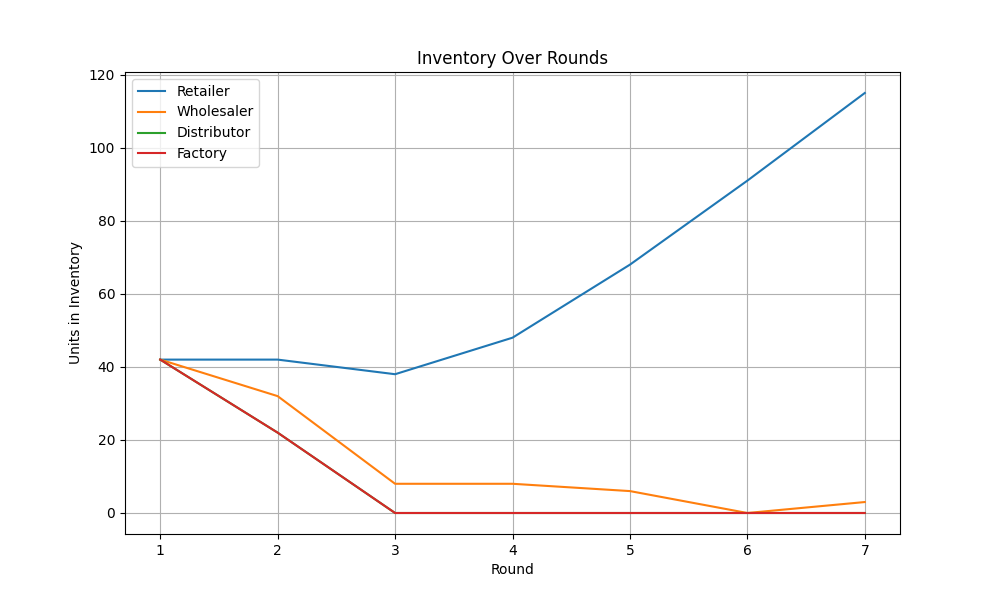 Inventory Over Rounds
Retailer
Wholesaler
Distributor
Factory
Units in Inventory
120
100
80
60
40
20
0
1 2 3 4 5 6 7
Round